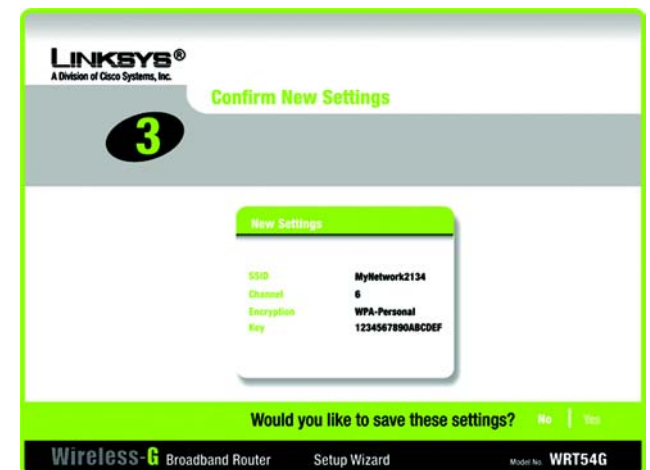 LINKSYS®
A Division of Cisco Systems, Inc.
Confirm New Settings
3
New Settings
SSID MyNetwork2134
Channel 6
Encryption WPA-Personal
Key 1234567890ABCDEF
Would you like to save these settings? No | Yes
Wireless-G Broadband Router Setup Wizard Model No. WRT54G